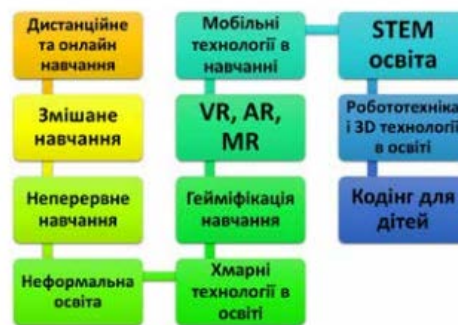 Дистанційне
та онлайн
навчання
Змішане
навчання
Неперервне
навчання
Неформальна
освіта
Хмарні
технології в
освіті
Гейміфікація
навчання
VR, AR,
MR
Мобільні
технології в
навчанні
STEM
освіта
Робототехніка
і 3D технології
в освіті
Кодінг для
дітей